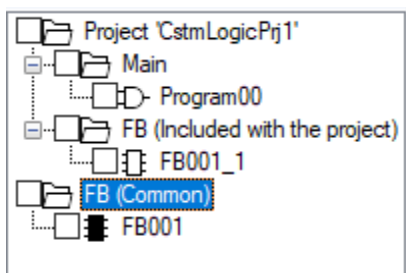 Project 'CstmLogicPrj1'
Main
Program00
FB (Included with the project)
FB001_1
FB (Common)
FB001